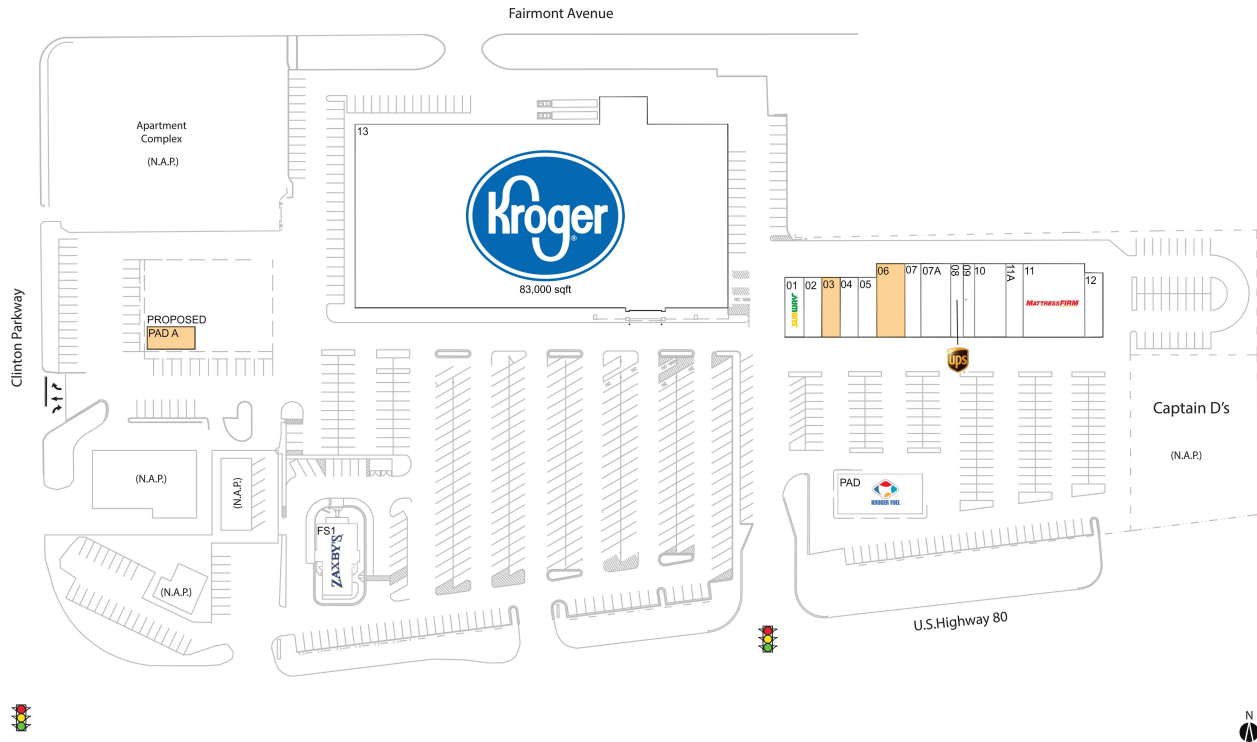 Fairmont Avenue
Apartment
Complex
(N.A.P.)
13
Kroger
®
83,000 sqft
Clinton Parkway
PROPOSED
PAD A
01
SUBWAY
02
03
04
05
06
07
07A
08
09
10
11A
11
MATTRESSFIRM
12
ups
Captain D's
(N.A.P.)
PAD
KROGER FUEL
(N.A.P.)
(N.A.P.)
(N.A.P.)
FS1
ZAXBY'S
U.S.Highway 80
N